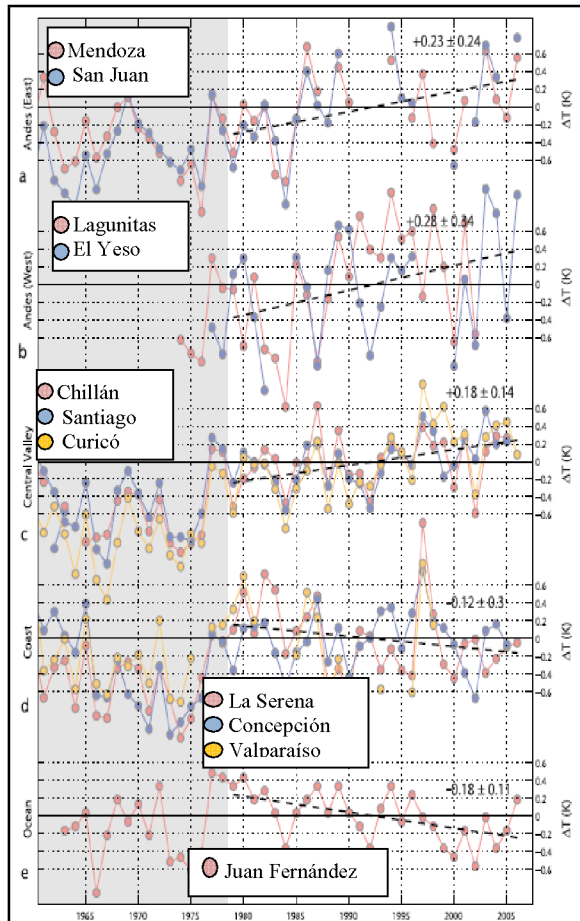 Mendoza
San Juan
+0.23 ± 0.24
Andes (East)
0.6
0.4
0.2
0
-0.2
-0.4
-0.6
ΔT (K)
a
Lagunitas
El Yeso
+0.28 ± 0.34
Andes (West)
0.6
0.4
0.2
0
-0.2
-0.4
-0.6
ΔT (K)
b
Chillán
Santiago
Curicó
+0.18 ± 0.14
Central Valley
0.6
0.4
0.2
0
-0.2
-0.4
-0.6
ΔT (K)
c
-0.12 ± 0.3
Coast
0.6
0.4
0.2
0
-0.2
-0.4
-0.6
ΔT (K)
d
La Serena
Concepción
Valparaíso
-0.18 ± 0.11
Ocean
0.4
0.2
0
-0.2
-0.4
-0.6
ΔT (K)
e
Juan Fernández
1965 1970 1975 1980 1985 1990 1995 2000 2005